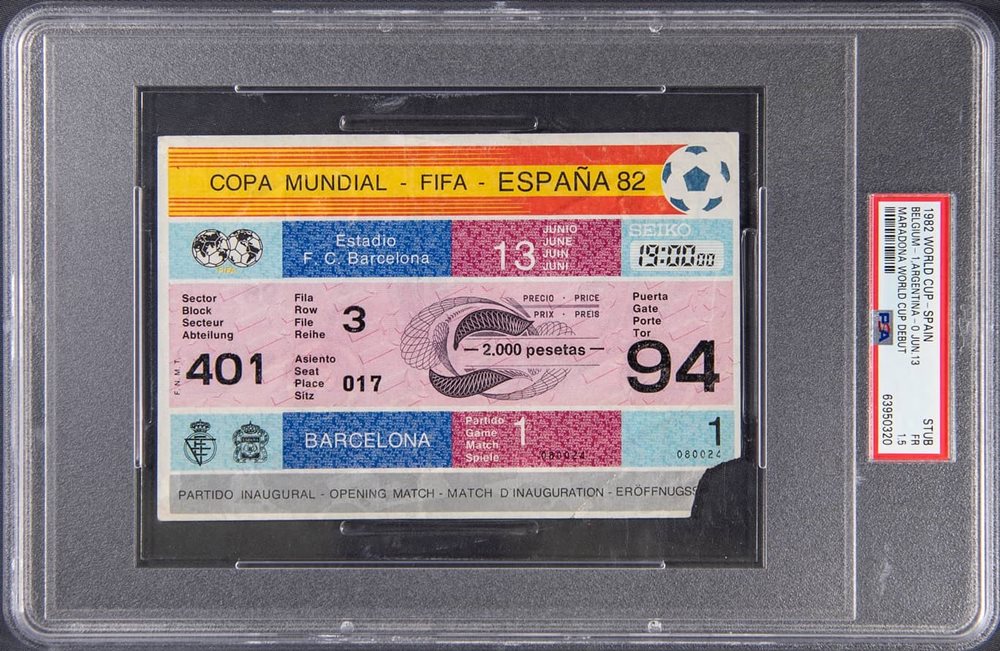 COPA MUNDIAL - FIFA - ESPAÑA 82
FIFA
Estadio
F. C. Barcelona
13
JUNIO
JUNE
JUIN
JUNI
SEIKO
19:00 00
Sector
Block
Secteur
Abteilung
401
F.N.M.T.
Fila
Row
File
Reihe
3
Asiento
Seat
Place
Sitz
017
PRECIO · PRICE
PRIX · PREIS
2.000 pesetas
Puerta
Gate
Porte
Tor
94
BARCELONA
Partido
Game
Match
Spiele
1
080024
1
080024
PARTIDO INAUGURAL - OPENING MATCH - MATCH D INAUGURATION - ERÖFFNUGSS
1982 WORLD CUP - SPAIN
BELGIUM - 1, ARGENTINA - 0 JUN.13
MARADONA WORLD CUP DEBUT
PSA
STUB
FR
1.5
63950320